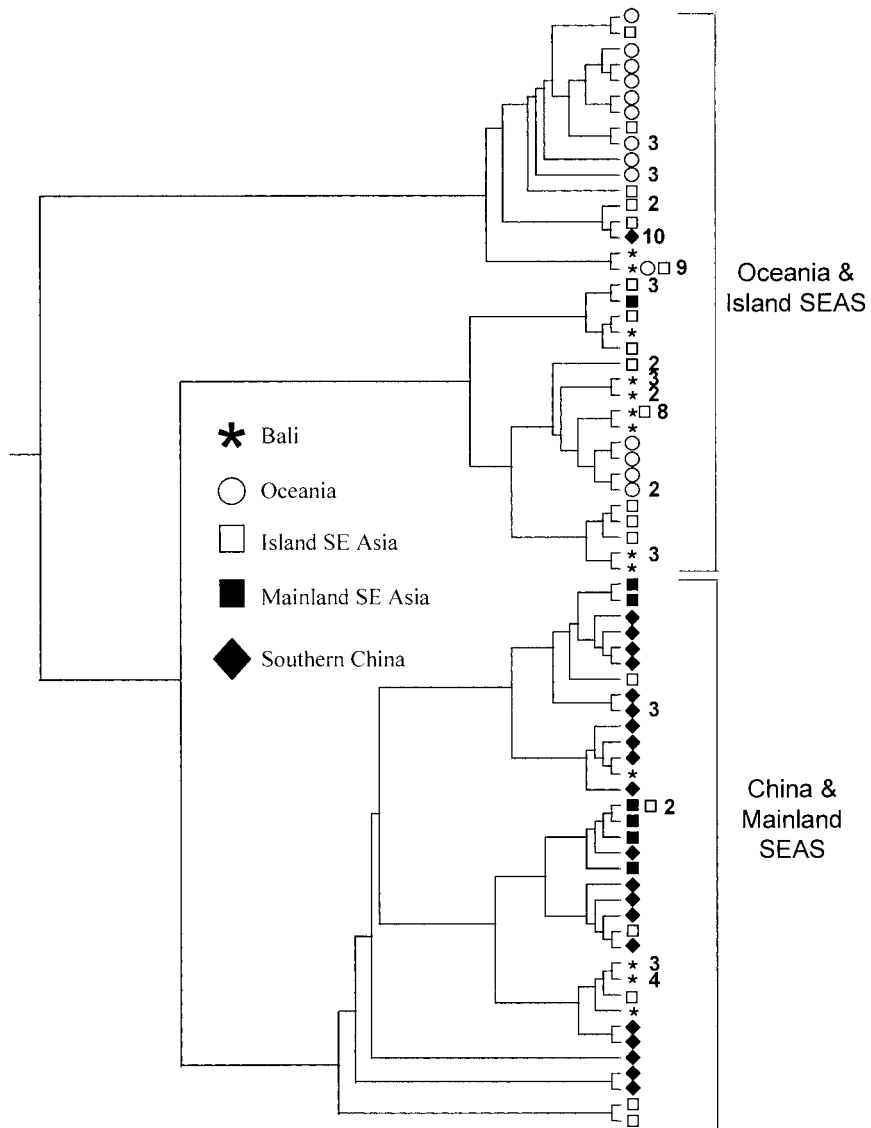 3
3
2
10
9
3
Oceania &
Island SEAS
2
3
2
8
2
3
Bali
Oceania
Island SE Asia
Mainland SE Asia
Southern China
3
2
China &
Mainland
SEAS
3
4